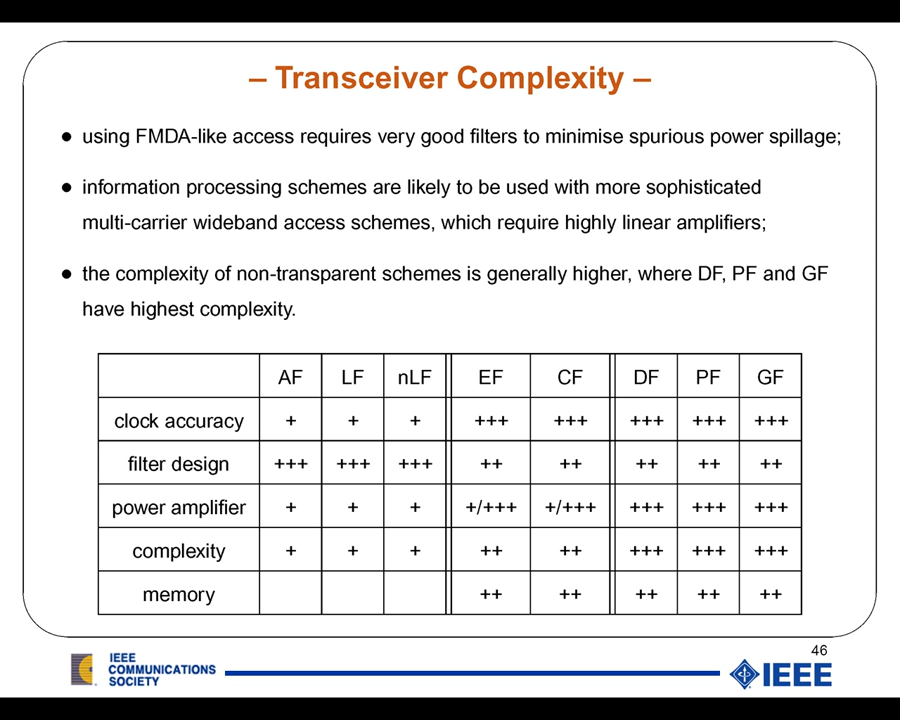 – Transceiver Complexity –
● using FMDA-like access requires very good filters to minimise spurious power spillage;
● information processing schemes are likely to be used with more sophisticated
multi-carrier wideband access schemes, which require highly linear amplifiers;
● the complexity of non-transparent schemes is generally higher, where DF, PF and GF
have highest complexity.
AF LF nLF EF CF DF PF GF
clock accuracy + + + +++ +++ +++ +++ +++
filter design +++ +++ +++ ++ ++ ++ ++ ++
power amplifier + + + +/+++ +/+++ +++ +++ +++
complexity + + + ++ ++ +++ +++ +++
memory ++ ++ ++ ++ ++
46
IEEE
COMMUNICATIONS
SOCIETY
IEEE